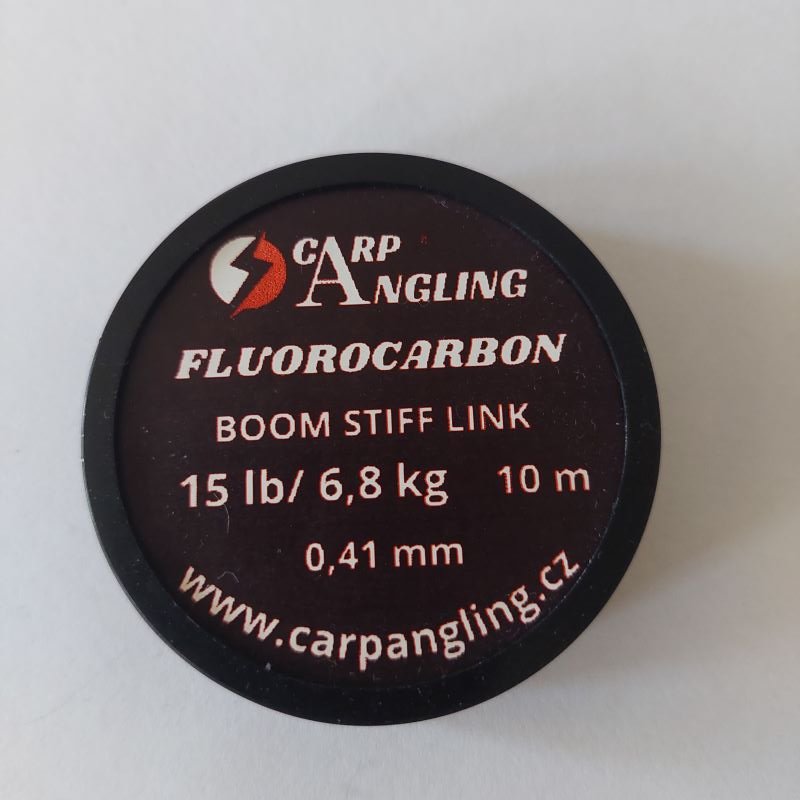 CARP
ANGLING
FLUOROCARBON
BOOM STIFF LINK
15 lb/ 6,8 kg 10 m
0,41 mm
www.carpangling.cz